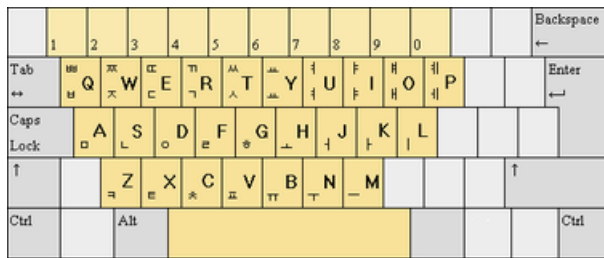 Backspace
1 2 3 4 5 6 7 8 9 0 ←
Tab ㅃ ㅉ ㄸ ㄲ ㅆ ㅛ ㅕ ㅑ ㅒ ㅖ Enter
Q W E R T Y U I O P
↔ ㅂ ㅈ ㄷ ㄱ ㅅ ㅛ ㅕ ㅑ ㅐ ㅔ ↵
Caps A S D F G H J K L
Lock ㅁ ㄴ ㅇ ㄹ ㅎ ㅗ ㅓ ㅏ ㅣ
↑ Z X C V B N M ↑
ㅋ ㅌ ㅊ ㅍ ㅠ ㅜ ㅡ
Ctrl Alt Ctrl